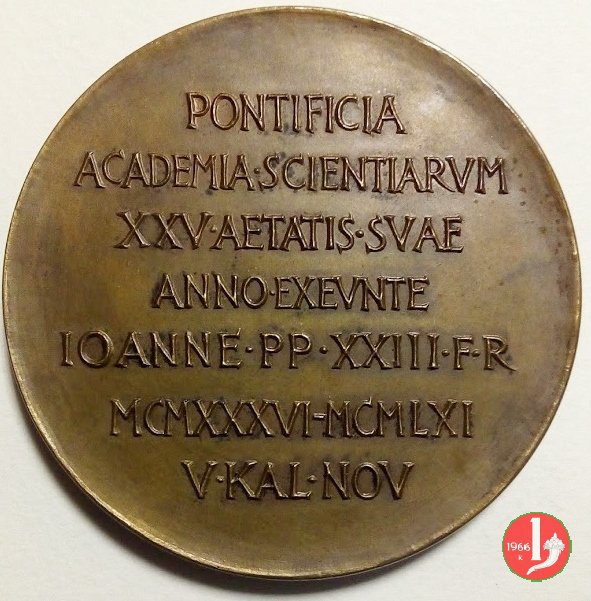 PONTIFICIA
ACADEMIA·SCIENTIARVM
XXV·AETATIS·SVAE
ANNO·EXEVNTE
IOANNE·PP·XXIII·F·R
MCMXXXVI-MCMLXI
V·KAL·NOV
1966